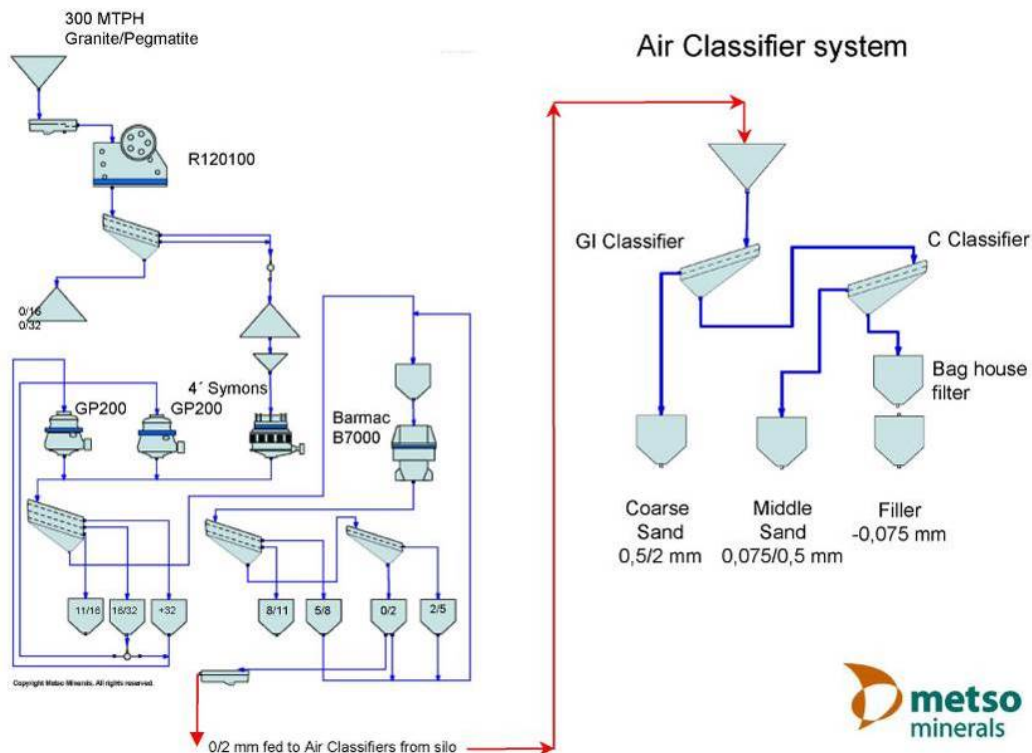 300 MTPH
Granite/Pegmatite
Air Classifier system
R120100
GI Classifier
C Classifier
0/16
0/32
4´ Symons
GP200
GP200
Barmac
B7000
Bag house
filter
Coarse
Sand
0,5/2 mm
Middle
Sand
0,075/0,5 mm
Filler
-0,075 mm
11/16
16/32
+32
8/11
5/8
0/2
2/5
Copyright Metso Minerals. All rights reserved.
0/2 mm fed to Air Classifiers from silo
metso
minerals